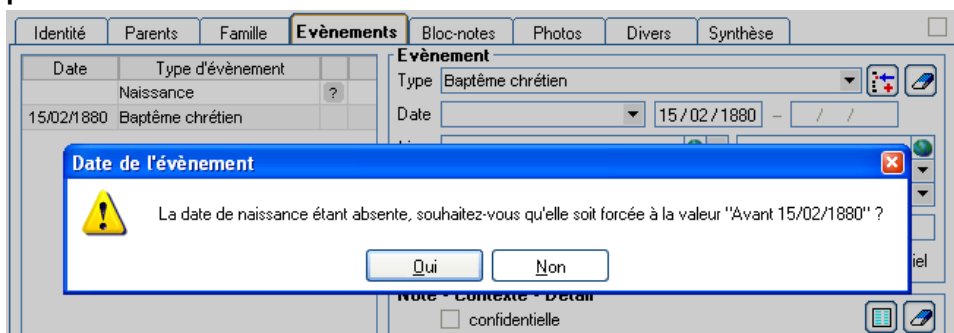 Identité Parents Famille Evènements Bloc-notes Photos Divers Synthèse
Date Type d'évènement
Naissance ?
15/02/1880 Baptême chrétien
Evènement
Type Baptême chrétien
Date 15/02/1880 – / /
Date de l'évènement
La date de naissance étant absente, souhaitez-vous qu'elle soit forcée à la valeur "Avant 15/02/1880" ?
Oui Non
iel
Note - Contexte - Détail
confidentielle